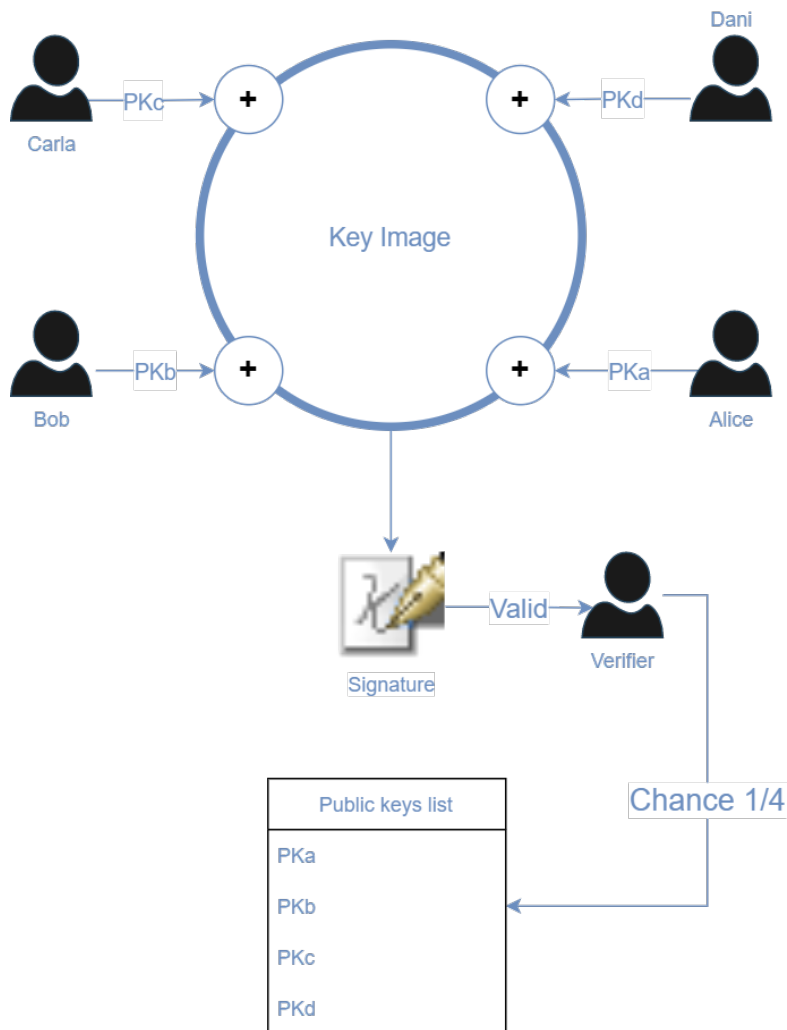 Dani
PKc
+
+
PKd
Carla
Key Image
PKb
+
+
PKa
Bob
Alice
Valid
Verifier
Signature
Public keys list
Chance 1/4
PKa
PKb
PKc
PKd